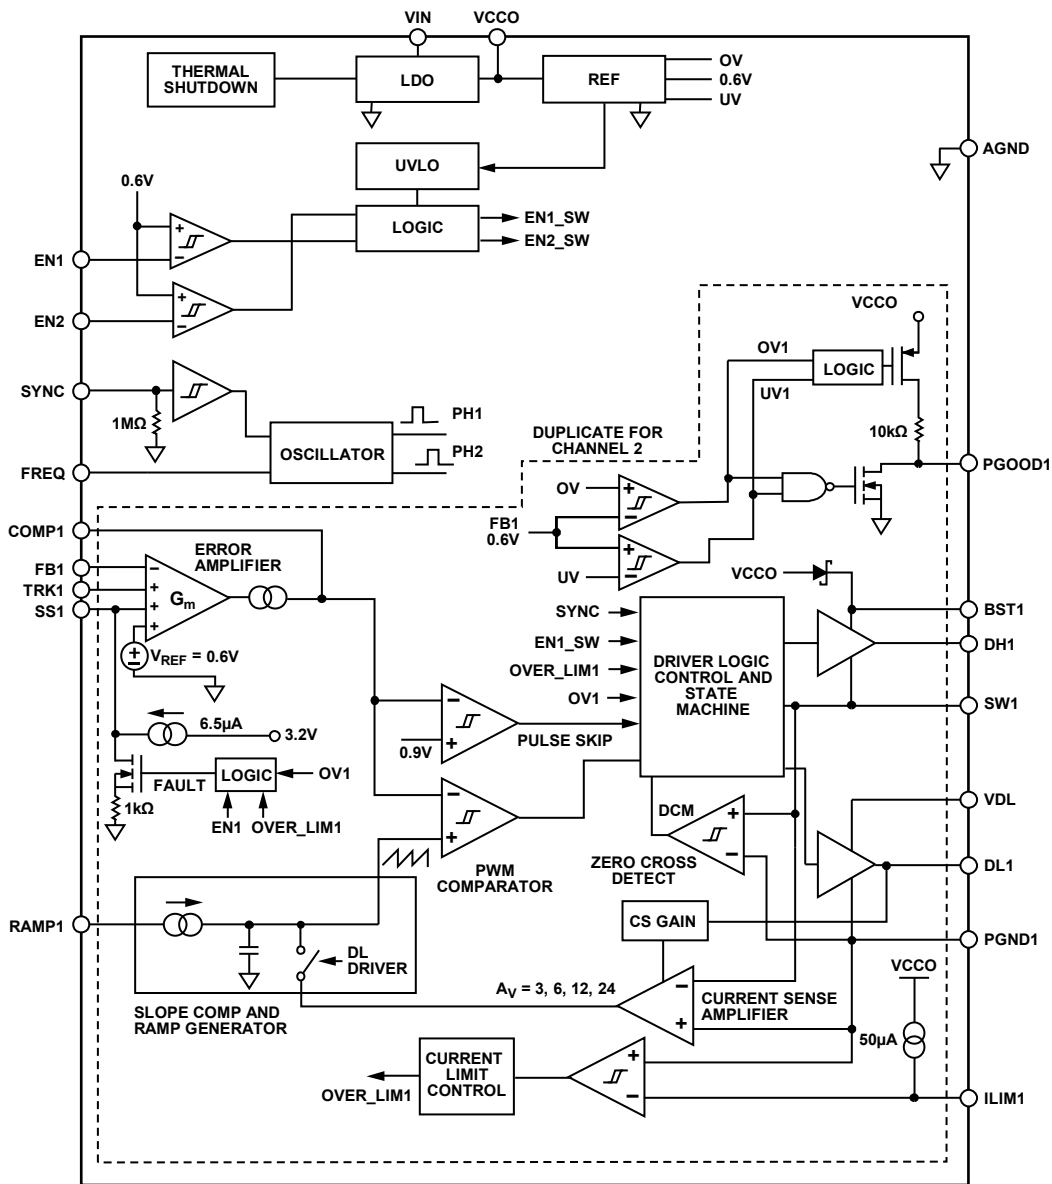 VIN
VCCO
THERMAL
SHUTDOWN
LDO
REF
OV
0.6V
UV
AGND
UVLO
0.6V
LOGIC
EN1_SW
EN2_SW
+
−
EN1
+
−
EN2
VCCO
OV1
LOGIC
UV1
SYNC
1MΩ
PH1
OSCILLATOR
PH2
FREQ
10kΩ
DUPLICATE FOR
CHANNEL 2
PGOOD1
OV
+
−
FB1
0.6V
+
−
UV
COMP1
ERROR
AMPLIFIER
FB1
TRK1
SS1
−
+
+
+
Gm
VREF = 0.6V
+
−
VCCO
BST1
DH1
SW1
SYNC
EN1_SW
OVER_LIM1
OV1
DRIVER LOGIC
CONTROL AND
STATE
MACHINE
6.5µA
3.2V
−
0.9V
+
PULSE SKIP
FAULT
LOGIC
OV1
1kΩ
EN1
OVER_LIM1
−
+
PWM
COMPARATOR
DCM
+
−
ZERO CROSS
DETECT
VDL
DL1
PGND1
CS GAIN
RAMP1
DL
DRIVER
SLOPE COMP AND
RAMP GENERATOR
AV = 3, 6, 12, 24
−
+
CURRENT SENSE
AMPLIFIER
VCCO
50µA
CURRENT
LIMIT
CONTROL
OVER_LIM1
+
−
ILIM1